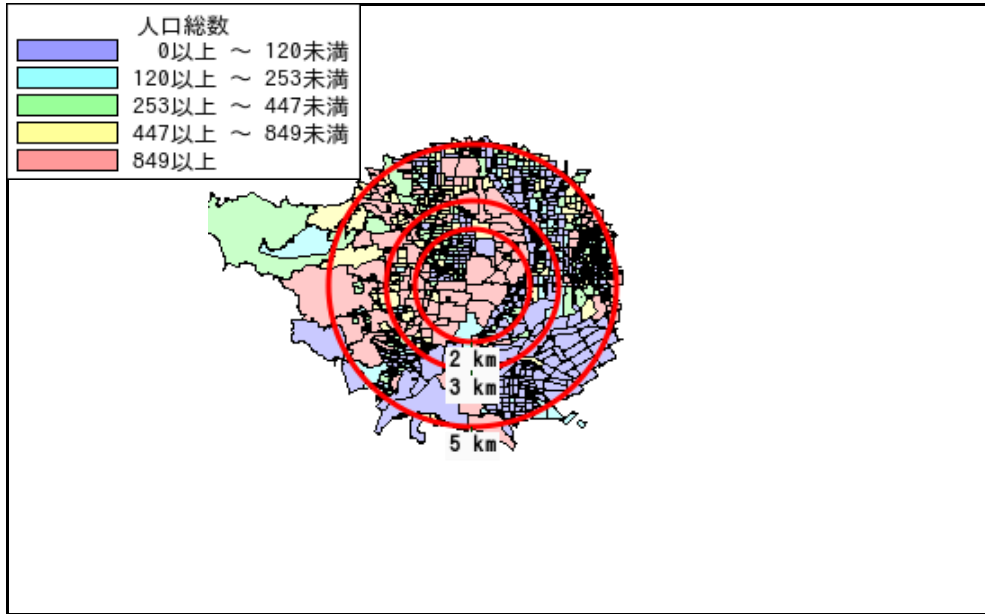 人口総数
0以上 ～ 120未満
120以上 ～ 253未満
253以上 ～ 447未満
447以上 ～ 849未満
849以上
2 km
3 km
5 km